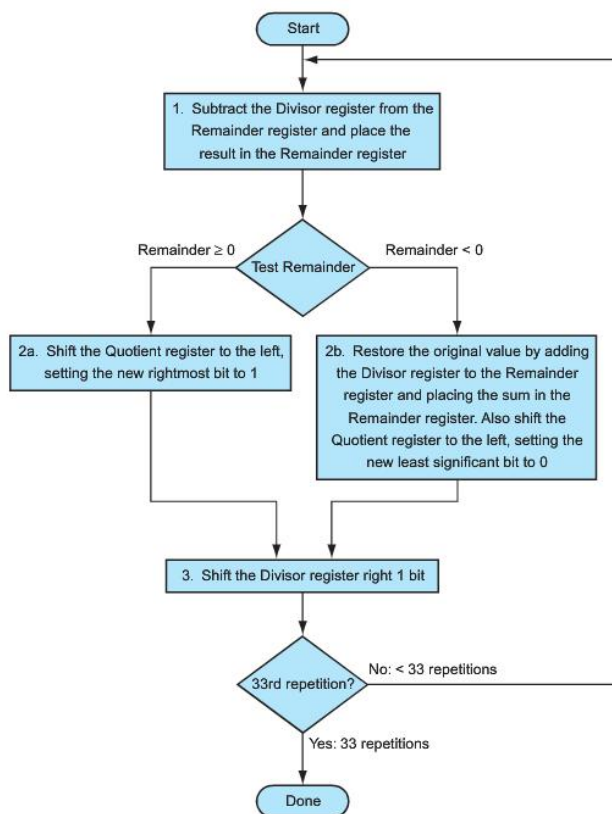 Start
1. Subtract the Divisor register from the
Remainder register and place the
result in the Remainder register
Remainder ≥ 0
Remainder < 0
Test Remainder
2a. Shift the Quotient register to the left,
setting the new rightmost bit to 1
2b. Restore the original value by adding
the Divisor register to the Remainder
register and placing the sum in the
Remainder register. Also shift the
Quotient register to the left, setting the
new least significant bit to 0
3. Shift the Divisor register right 1 bit
33rd repetition?
No: < 33 repetitions
Yes: 33 repetitions
Done